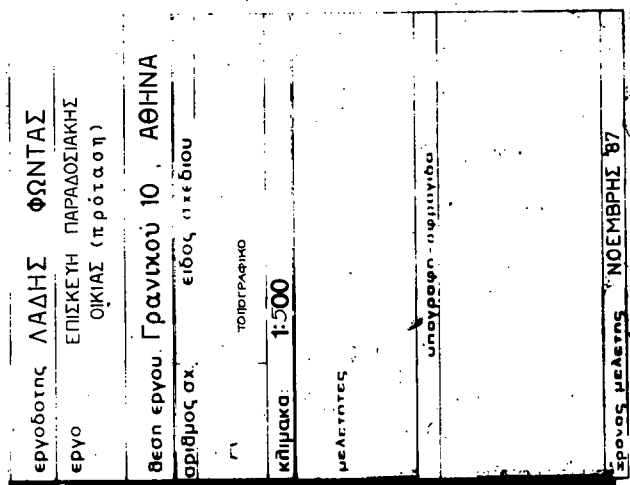 εργοδοτης ΛΑΔΗΣ ΦΩΝΤΑΣ
εργο ΕΠΙΣΚΕΥΗ ΠΑΡΑΔΟΣΙΑΚΗΣ
ΟΙΚΙΑΣ (πρόταση)
θεση εργου. Γρανικού 10 , ΑΘΗΝΑ
αριθμος σχ. ειδος σχεδιου
ΤΟΠΟΓΡΑΦΙΚΟ
κλιμακα: 1:500
μελετητες
υπογραφη-σφραγιδα
χρονος μελετης ΝΟΕΜΒΡΗΣ '87